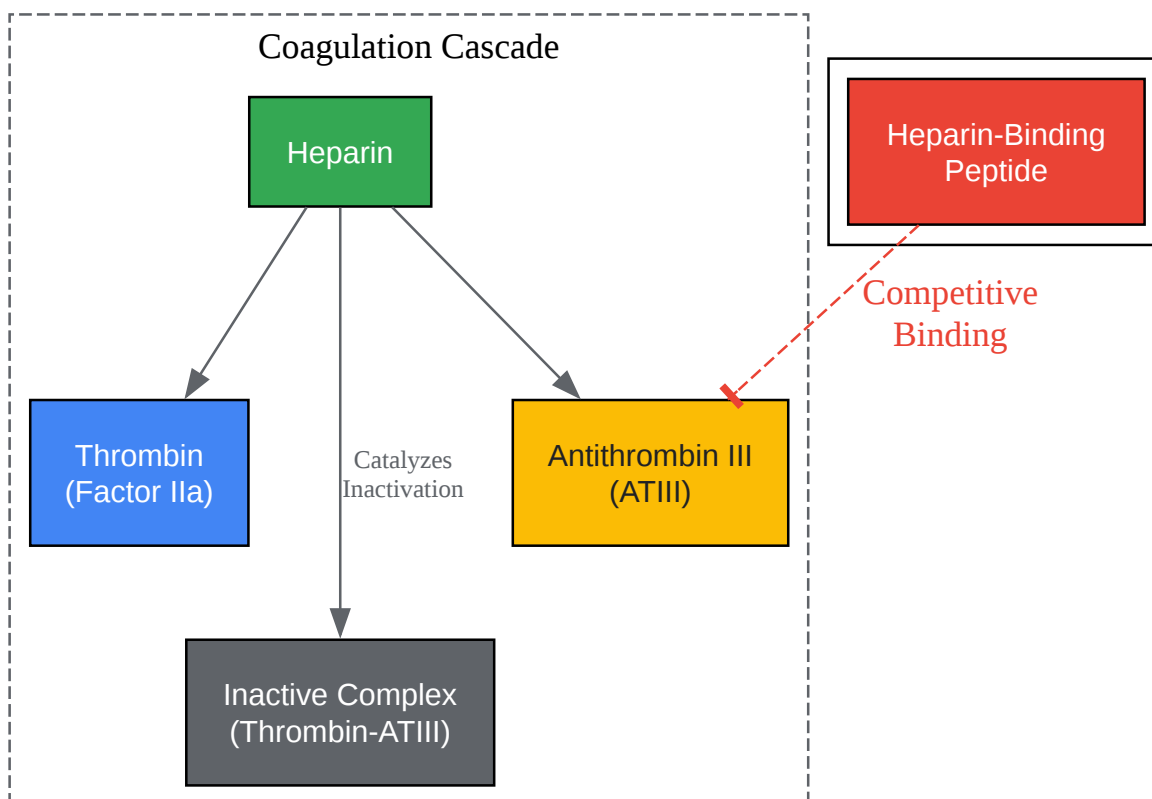 Coagulation Cascade
Heparin
Heparin-Binding
Peptide
Competitive
Binding
Thrombin
(Factor IIa)
Catalyzes
Inactivation
Antithrombin III
(ATIII)
Inactive Complex
(Thrombin-ATIII)